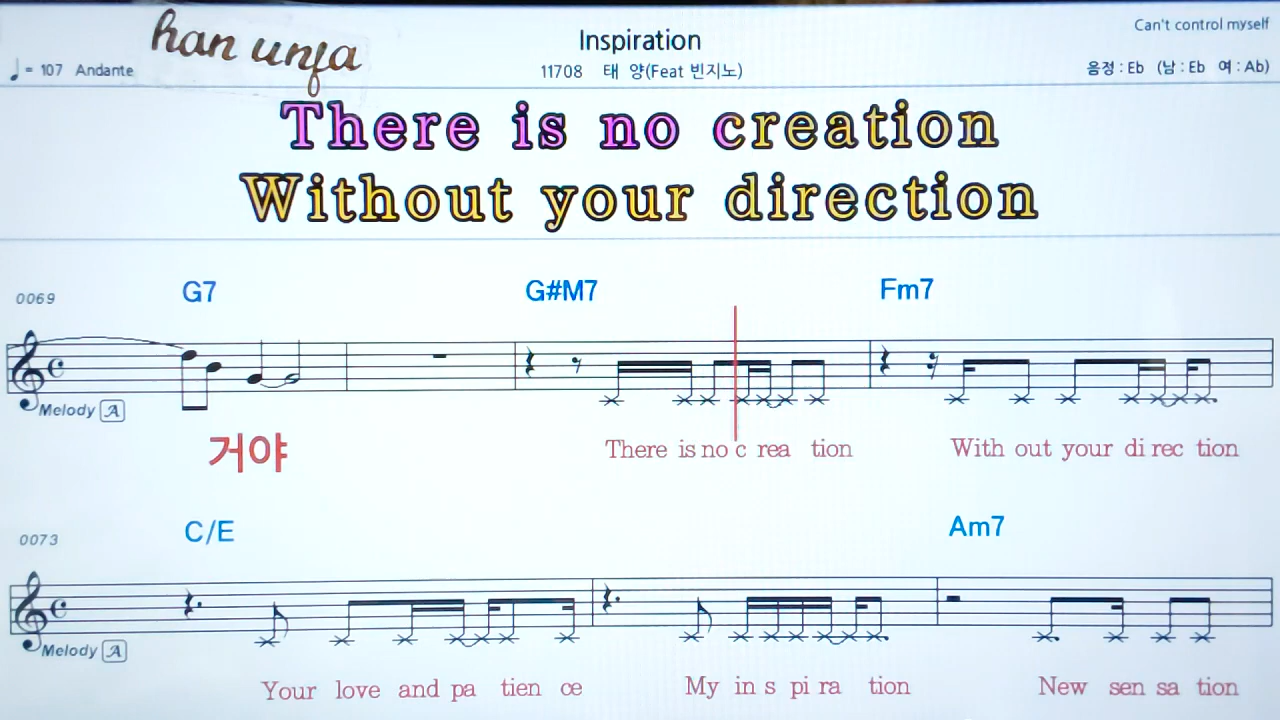 han unja
Inspiration
Can't control myself
♩= 107 Andante
11708 태 양(Feat 빈지노)
음정 : Eb (남 : Eb 여 : Ab)
There is no creation
Without your direction
0069 G7 G#M7 Fm7
Melody A
거야 There is no c rea tion With out your di rec tion
0073 C/E Am7
Melody A
Your love and pa tien ce My in s pi ra tion New sen sa tion